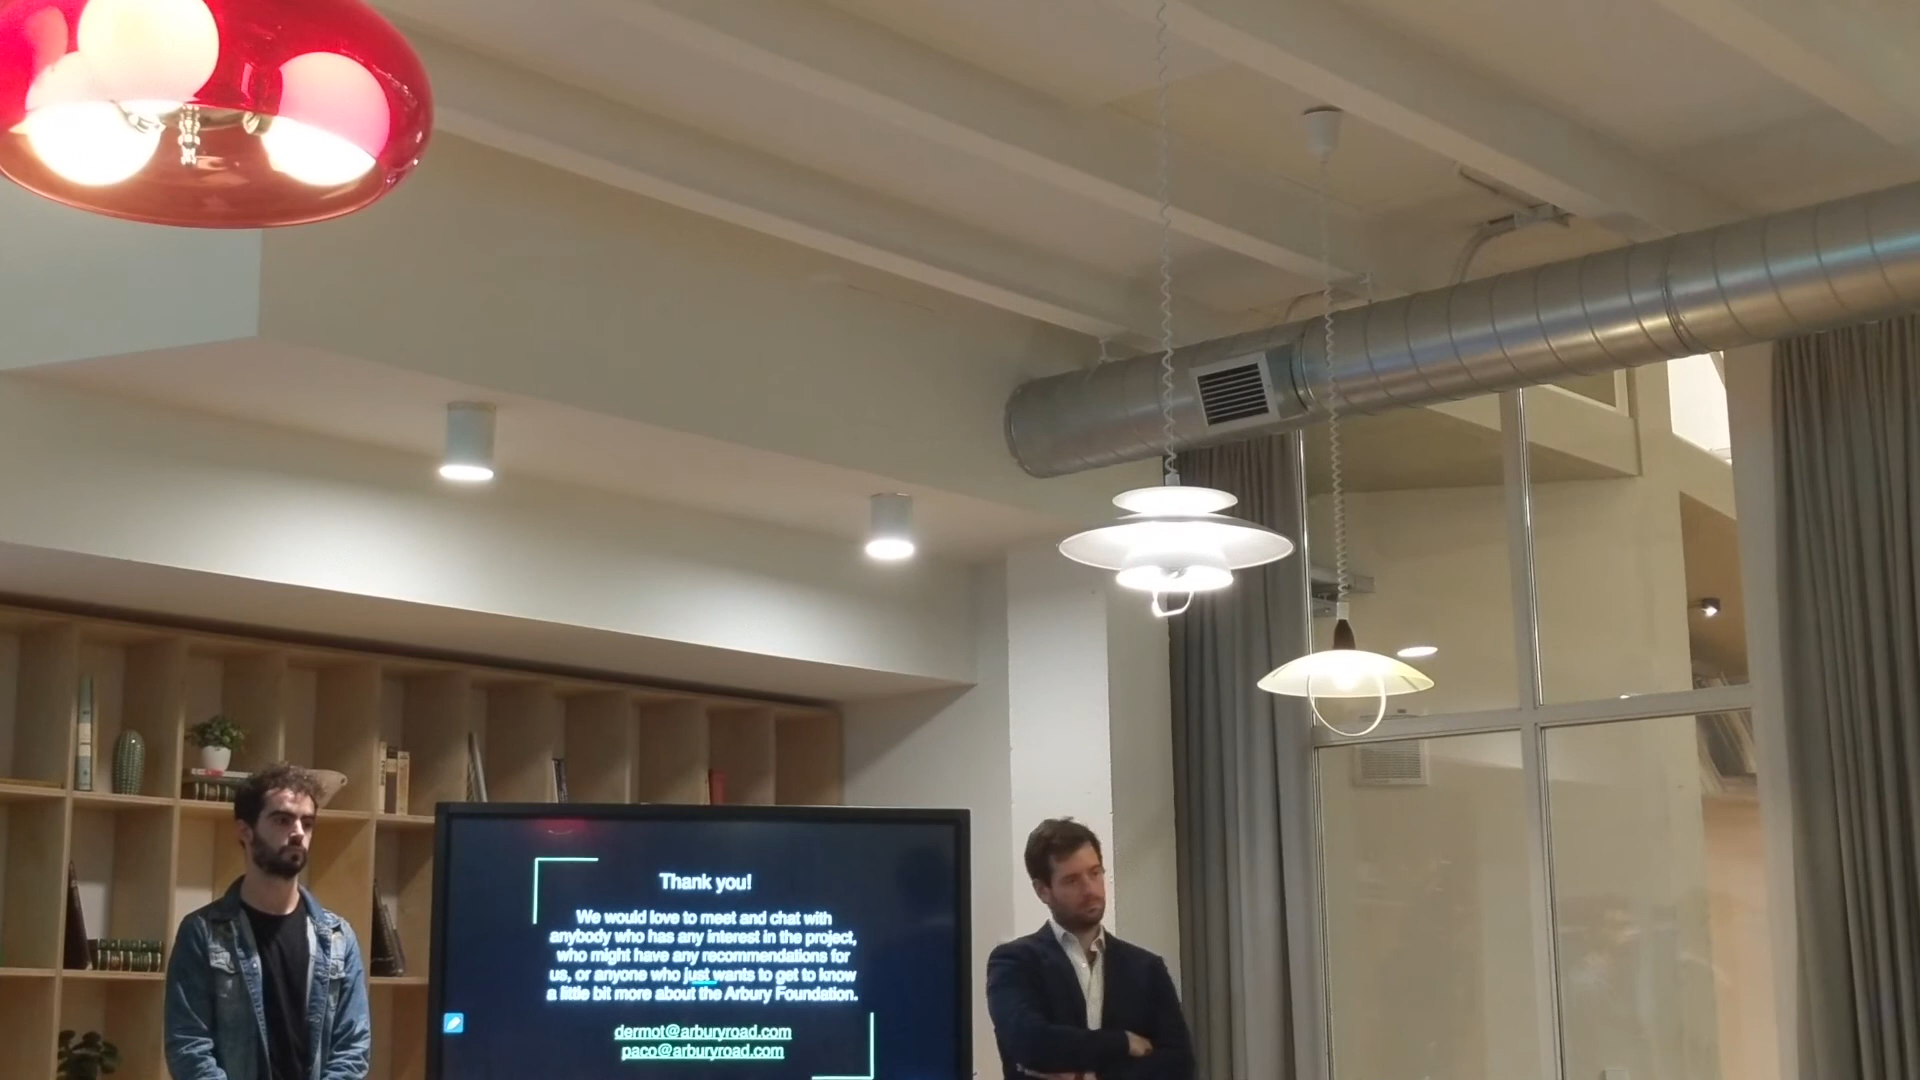 Thank you!
We would love to meet and chat with
anybody who has any interest in the project,
who might have any recommendations for
us, or anyone who just wants to get to know
a little bit more about the Arbury Foundation.
dermot@arburyroad.com
paco@arburyroad.com